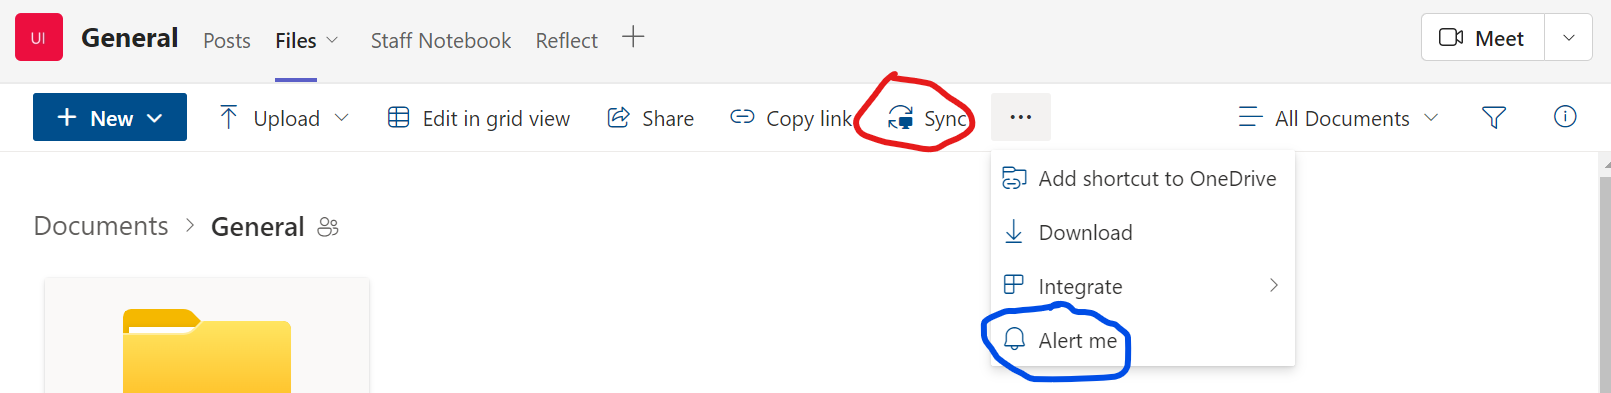 UI General Posts Files Staff Notebook Reflect Meet
New Upload Edit in grid view Share Copy link Sync ... All Documents
Add shortcut to OneDrive
Documents > General
Download
Integrate
Alert me